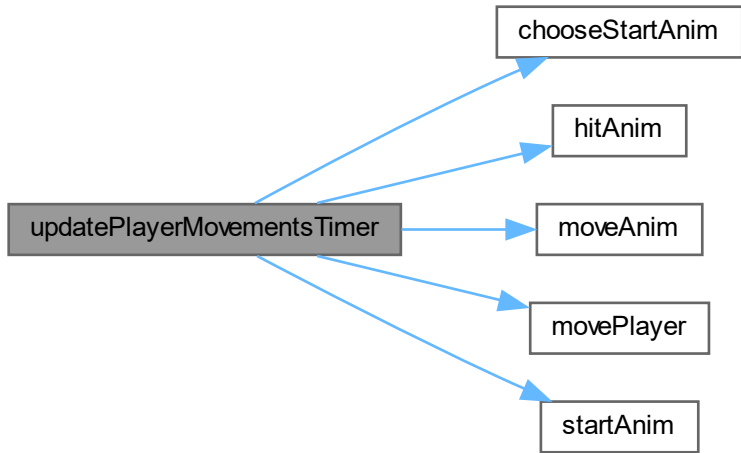 chooseStartAnim
hitAnim
updatePlayerMovementsTimer
moveAnim
movePlayer
startAnim